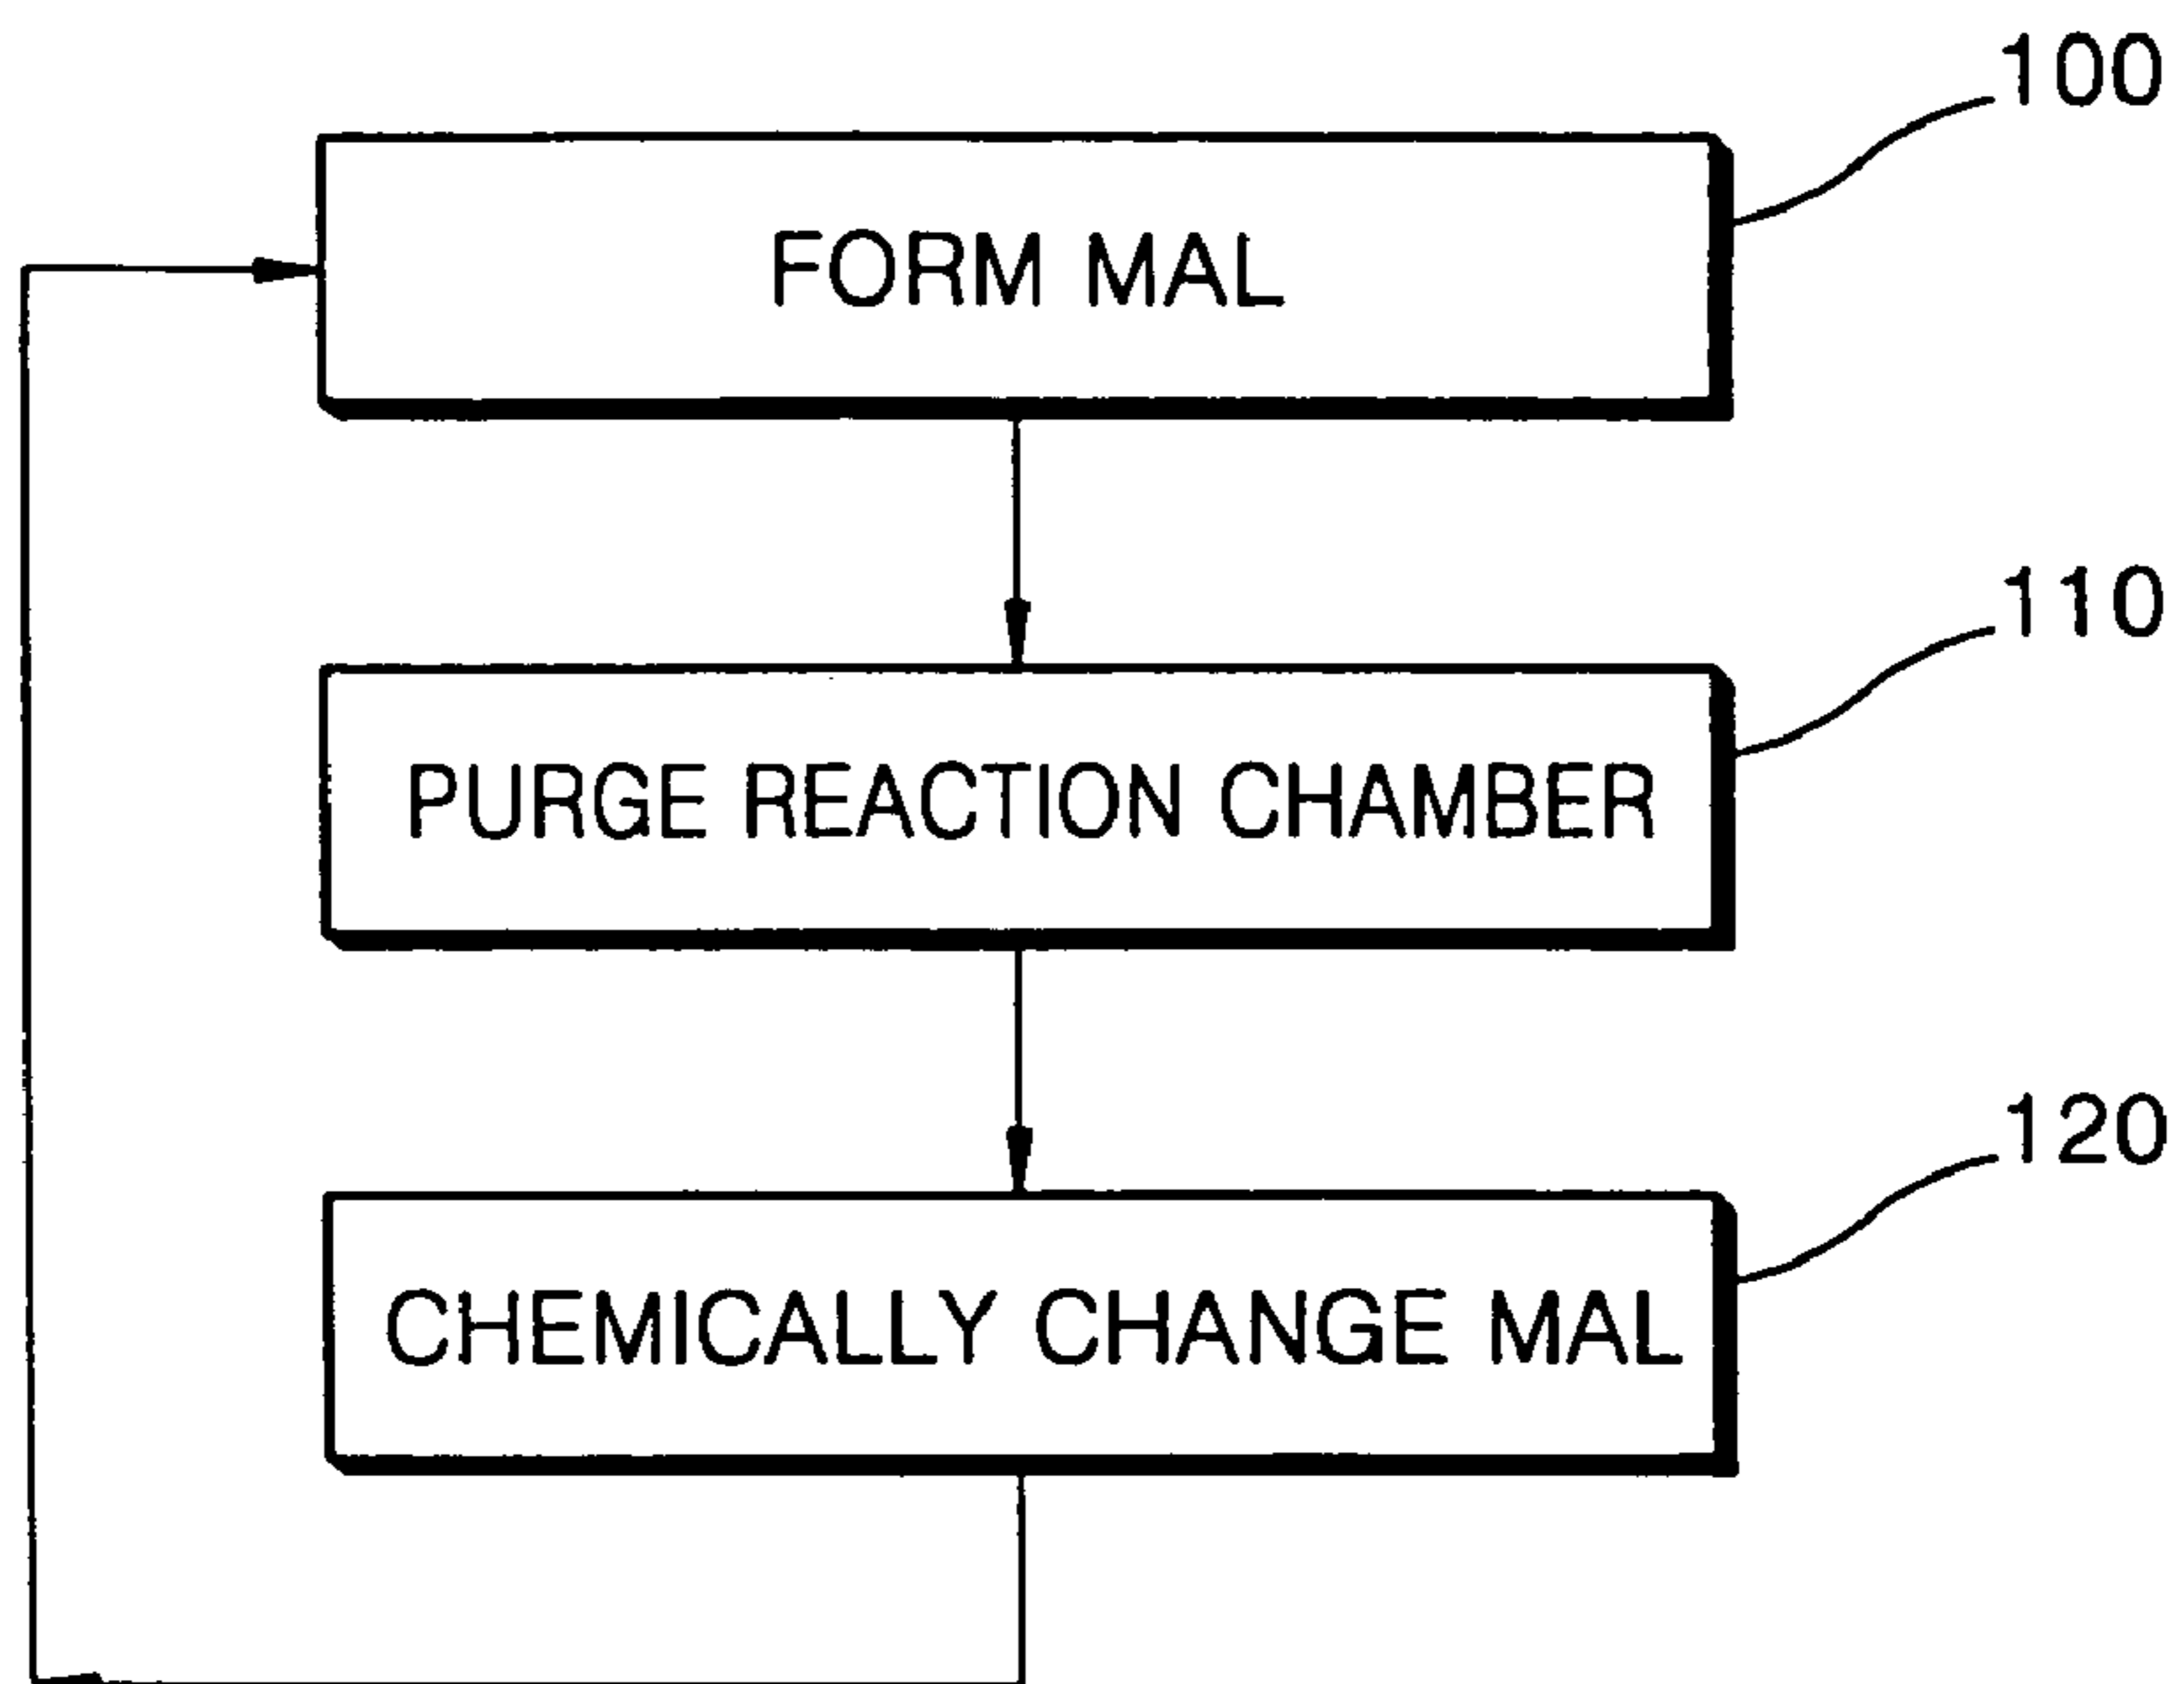 100
FORM MAL
110
PURGE REACTION CHAMBER
120
CHEMICALLY CHANGE MAL